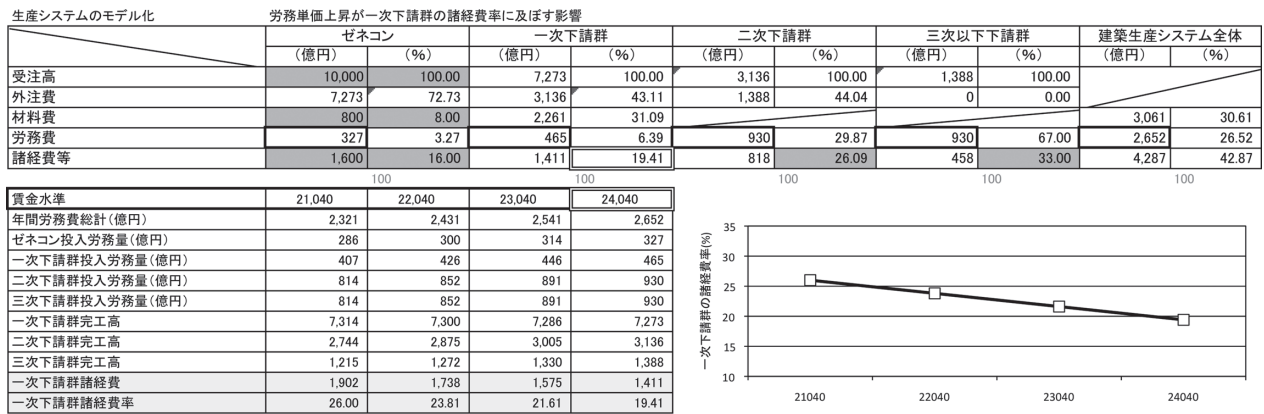 生産システムのモデル化 労務単価上昇が一次下請群の諸経費率に及ぼす影響
ゼネコン 一次下請群 二次下請群 三次以下下請群 建築生産システム全体
(億円) (%) (億円) (%) (億円) (%) (億円) (%) (億円) (%)
受注高 10,000 100.00 7,273 100.00 3,136 100.00 1,388 100.00
外注費 7,273 72.73 3,136 43.11 1,388 44.04 0 0.00
材料費 800 8.00 2,261 31.09 3,061 30.61
労務費 327 3.27 465 6.39 930 29.87 930 67.00 2,652 26.52
諸経費等 1,600 16.00 1,411 19.41 818 26.09 458 33.00 4,287 42.87
100 100 100 100 100
賃金水準 21,040 22,040 23,040 24,040
年間労務費総計(億円) 2,321 2,431 2,541 2,652
ゼネコン投入労務量(億円) 286 300 314 327
一次下請群投入労務量(億円) 407 426 446 465
二次下請群投入労務量(億円) 814 852 891 930
三次下請群投入労務量(億円) 814 852 891 930
一次下請群完工高 7,314 7,300 7,286 7,273
二次下請群完工高 2,744 2,875 3,005 3,136
三次下請群完工高 1,215 1,272 1,330 1,388
一次下請群諸経費 1,902 1,738 1,575 1,411
一次下請群諸経費率 26.00 23.81 21.61 19.41
一次下請群の諸経費率(%)
35
30
25
20
15
10
21040 22040 23040 24040